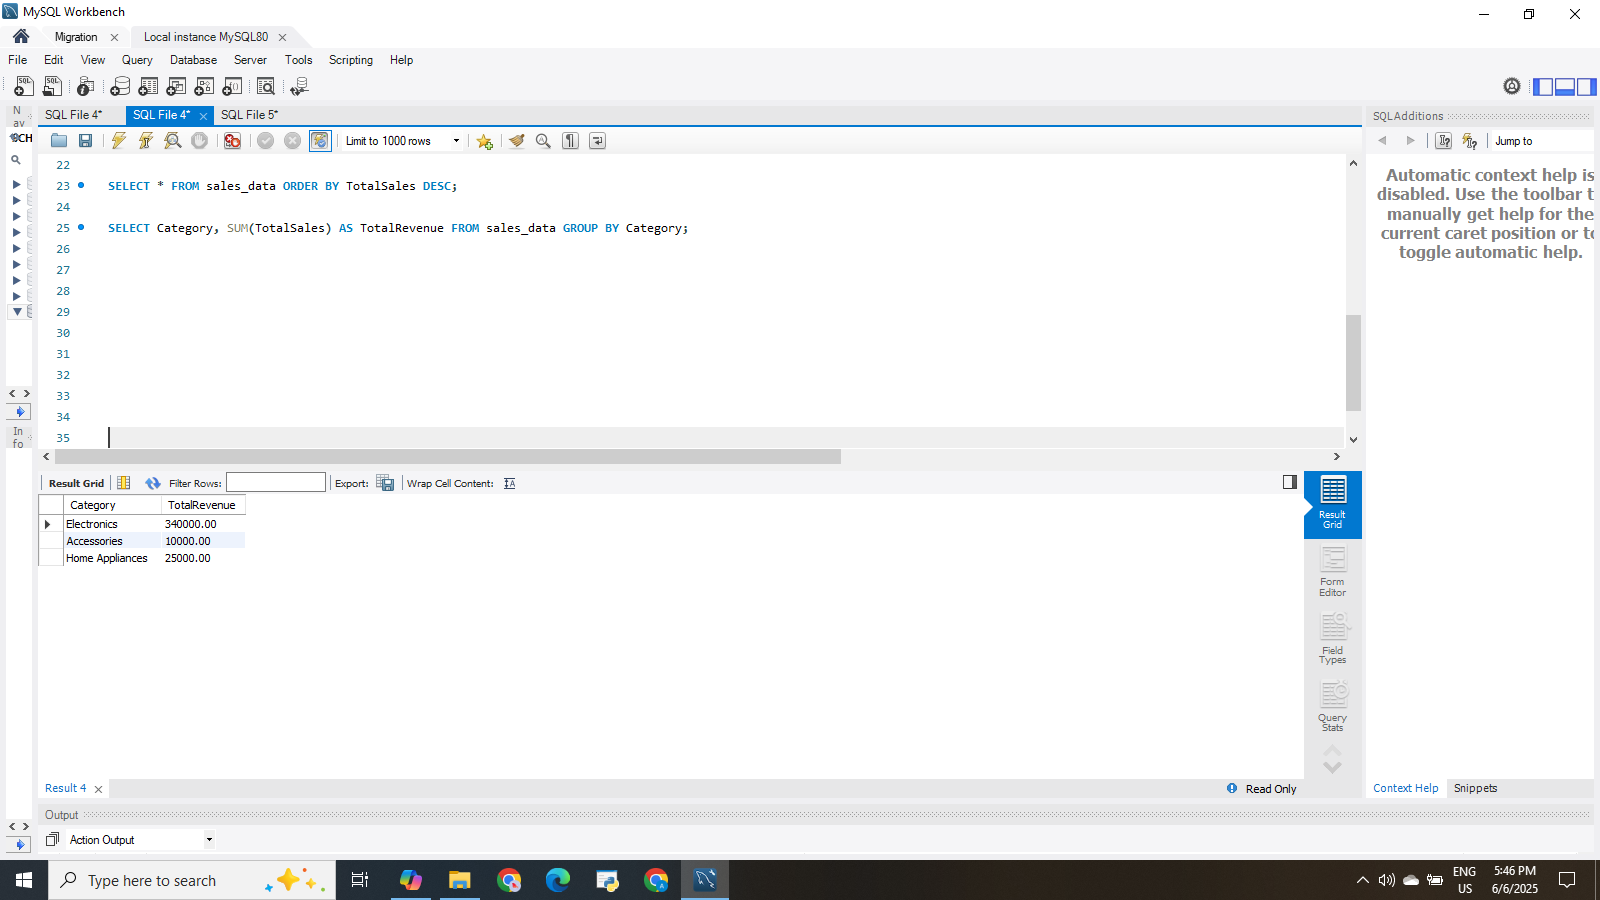 MySQL Workbench
Migration
Local instance MySQL80
File Edit View Query Database Server Tools Scripting Help
N
av
SQL File 4*
SQL File 4*
SQL File 5*
SQLAdditions
CH
Limit to 1000 rows
Jump to
22
23 SELECT * FROM sales_data ORDER BY TotalSales DESC;
24
25 SELECT Category, SUM(TotalSales) AS TotalRevenue FROM sales_data GROUP BY Category;
26
27
28
29
30
31
32
33
34
35
Automatic context help is
disabled. Use the toolbar t
manually get help for the
current caret position or to
toggle automatic help.
In
fo
Result Grid Filter Rows: Export: Wrap Cell Content:
Category TotalRevenue
Electronics 340000.00
Accessories 10000.00
Home Appliances 25000.00
Result
Grid
Form
Editor
Field
Types
Query
Stats
Result 4
Read Only
Context Help Snippets
Output
Action Output
Type here to search
ENG
US
5:46 PM
6/6/2025